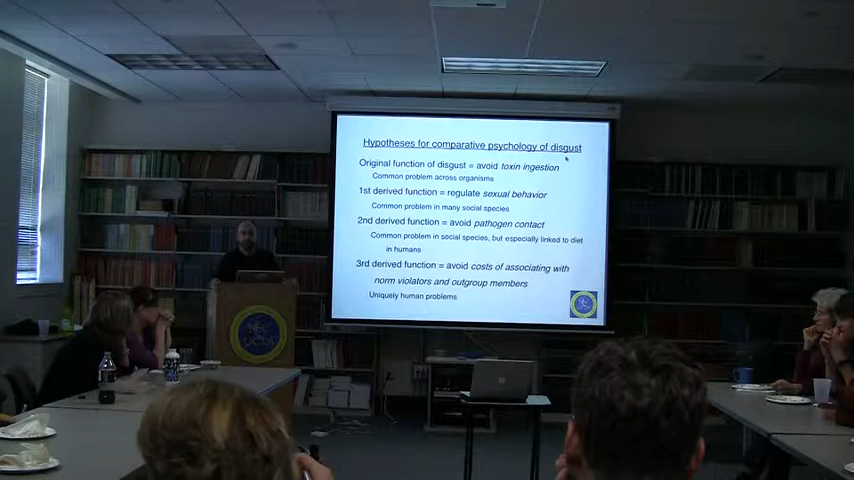 Hypotheses for comparative psychology of disgust
Original function of disgust = avoid toxin ingestion
Common problem across organisms
1st derived function = regulate sexual behavior
Common problem in many social species
2nd derived function = avoid pathogen contact
Common problem in social species, but especially linked to diet
in humans
3rd derived function = avoid costs of associating with
norm violators and outgroup members
Uniquely human problems